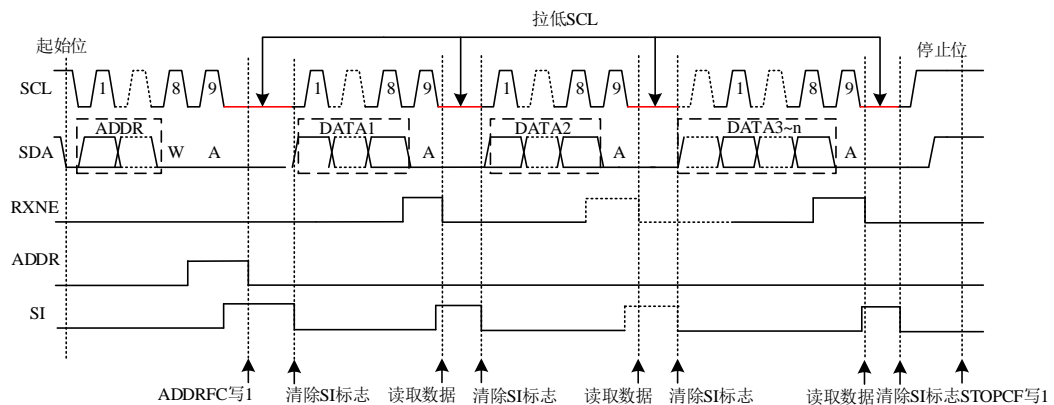 拉低SCL
起始位
停止位
SCL 1 8 9 1 8 9 1 8 9 1 8 9
ADDR DATA1 DATA2 DATA3~n
SDA W A A A A
RXNE
ADDR
SI
ADDRFC写1 清除SI标志 读取数据 清除SI标志 读取数据 清除SI标志 读取数据 清除SI标志 STOPCF写1